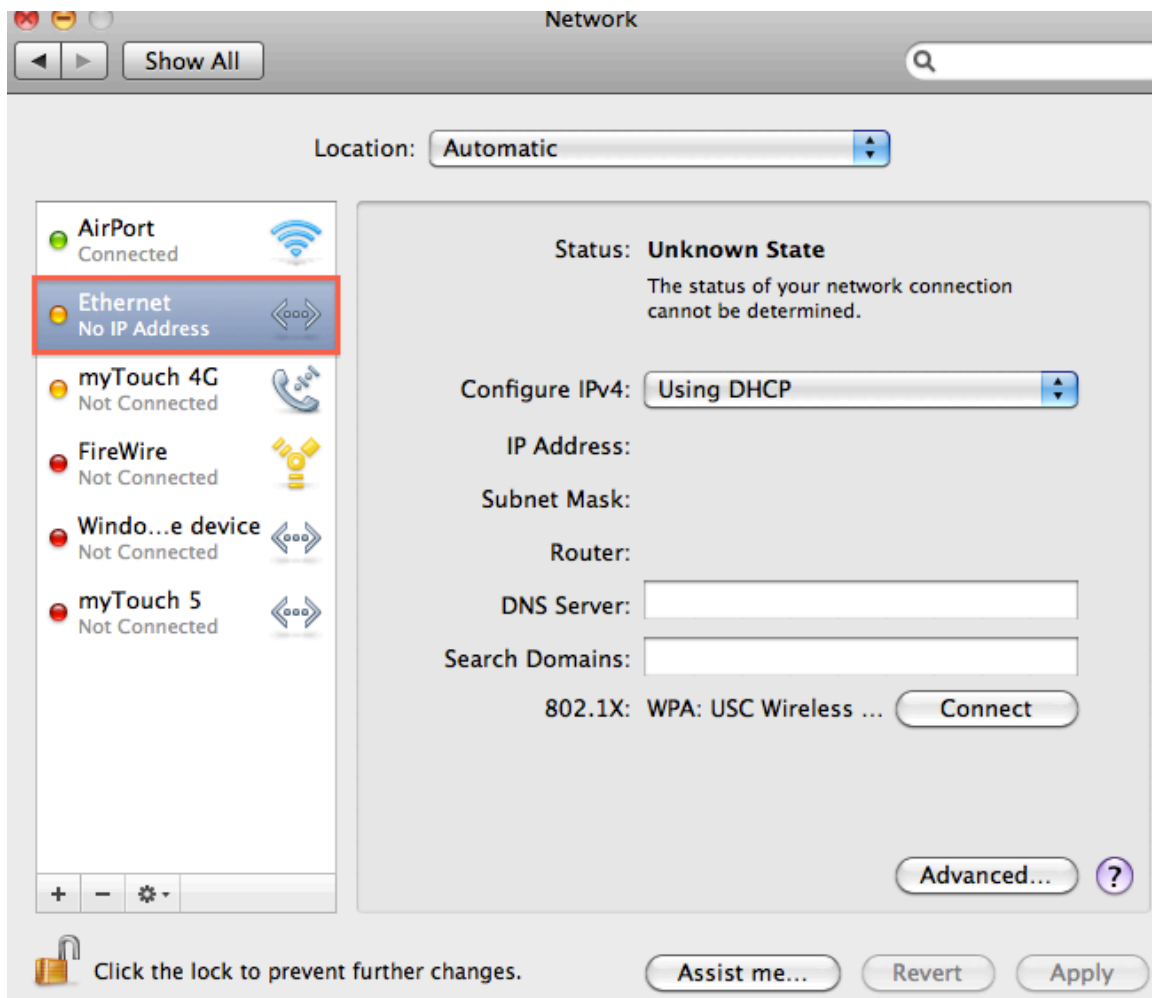 Network
Show All
Location: Automatic
AirPort
Connected
Ethernet
No IP Address
myTouch 4G
Not Connected
FireWire
Not Connected
Windo...e device
Not Connected
myTouch 5
Not Connected
Status: Unknown State
The status of your network connection
cannot be determined.
Configure IPv4: Using DHCP
IP Address:
Subnet Mask:
Router:
DNS Server:
Search Domains:
802.1X: WPA: USC Wireless ... Connect
Advanced... ?
Click the lock to prevent further changes.
Assist me... Revert Apply